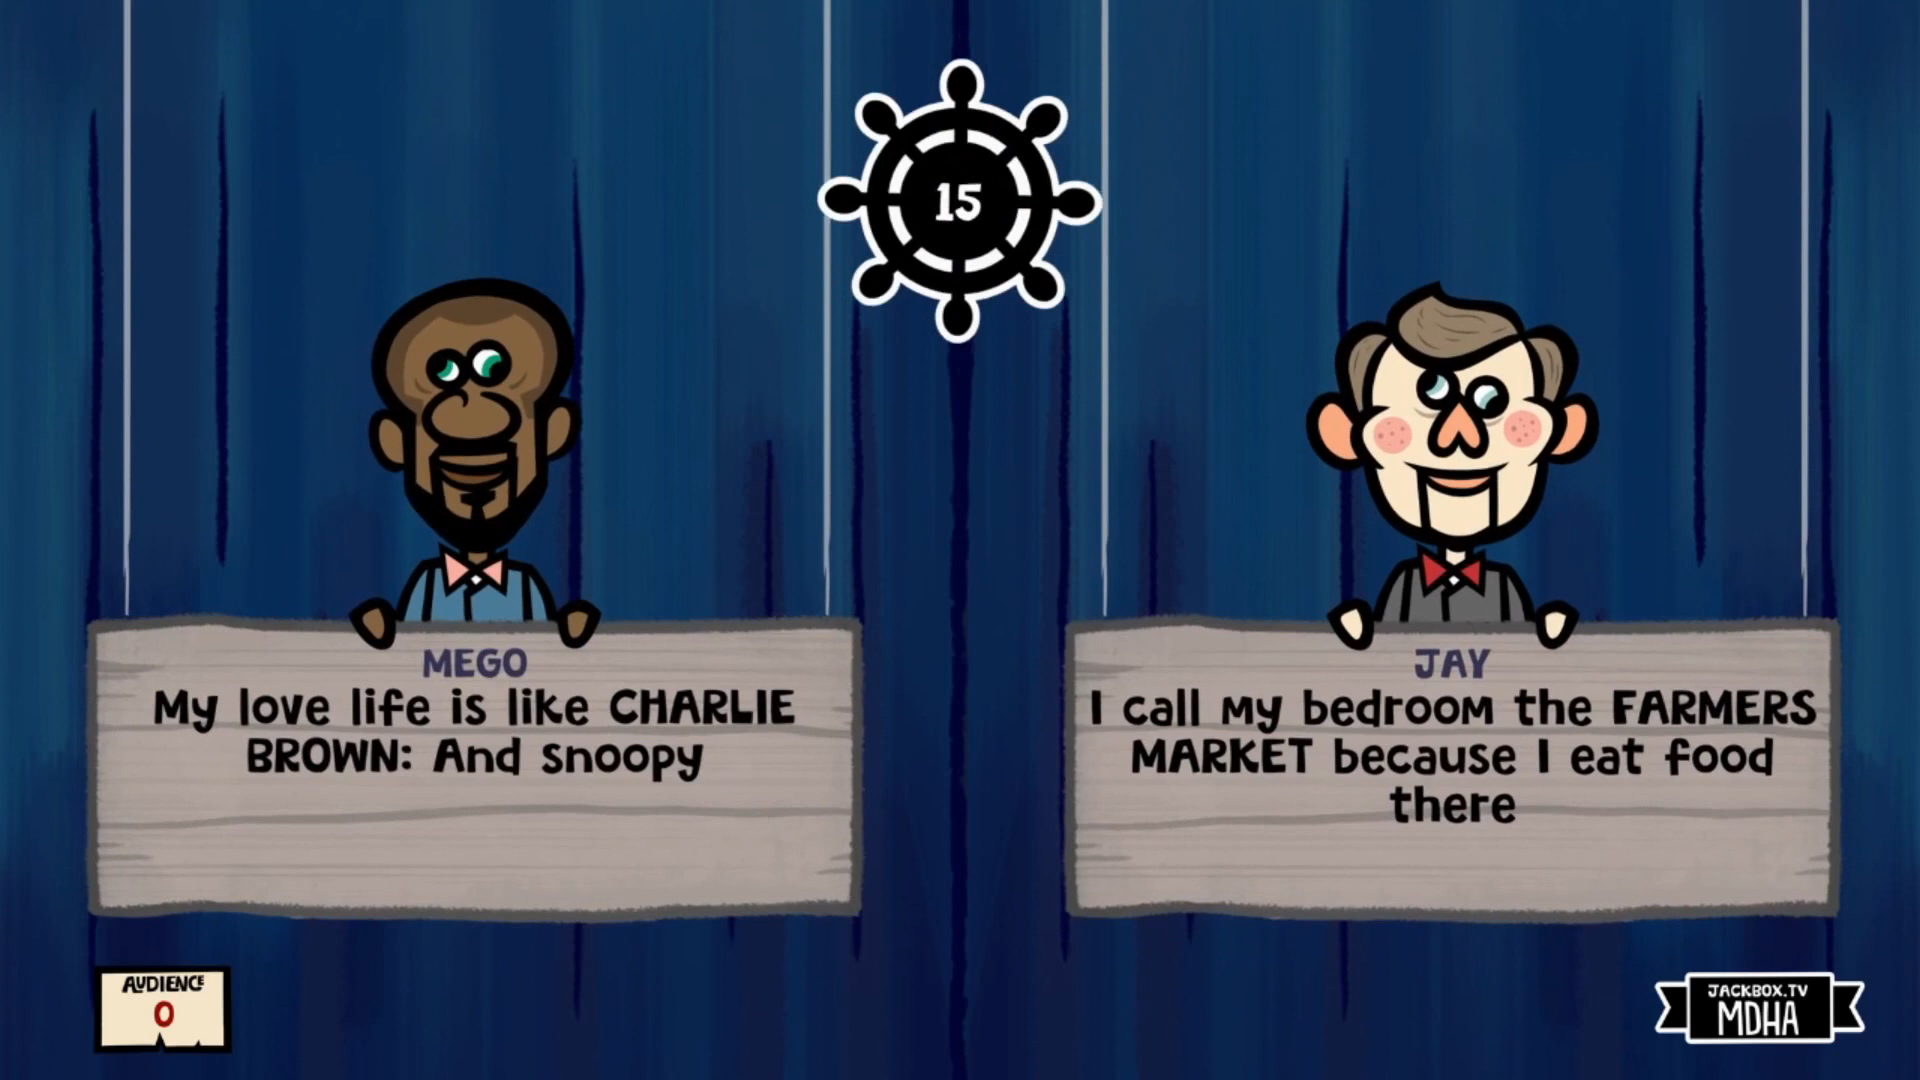 15
MEGO
My love life is like CHARLIE
BROWN: And snoopy
JAY
I call my bedroom the FARMERS
MARKET because I eat food
there
AUDIENCE
0
JACKBOX.TV
MDHA